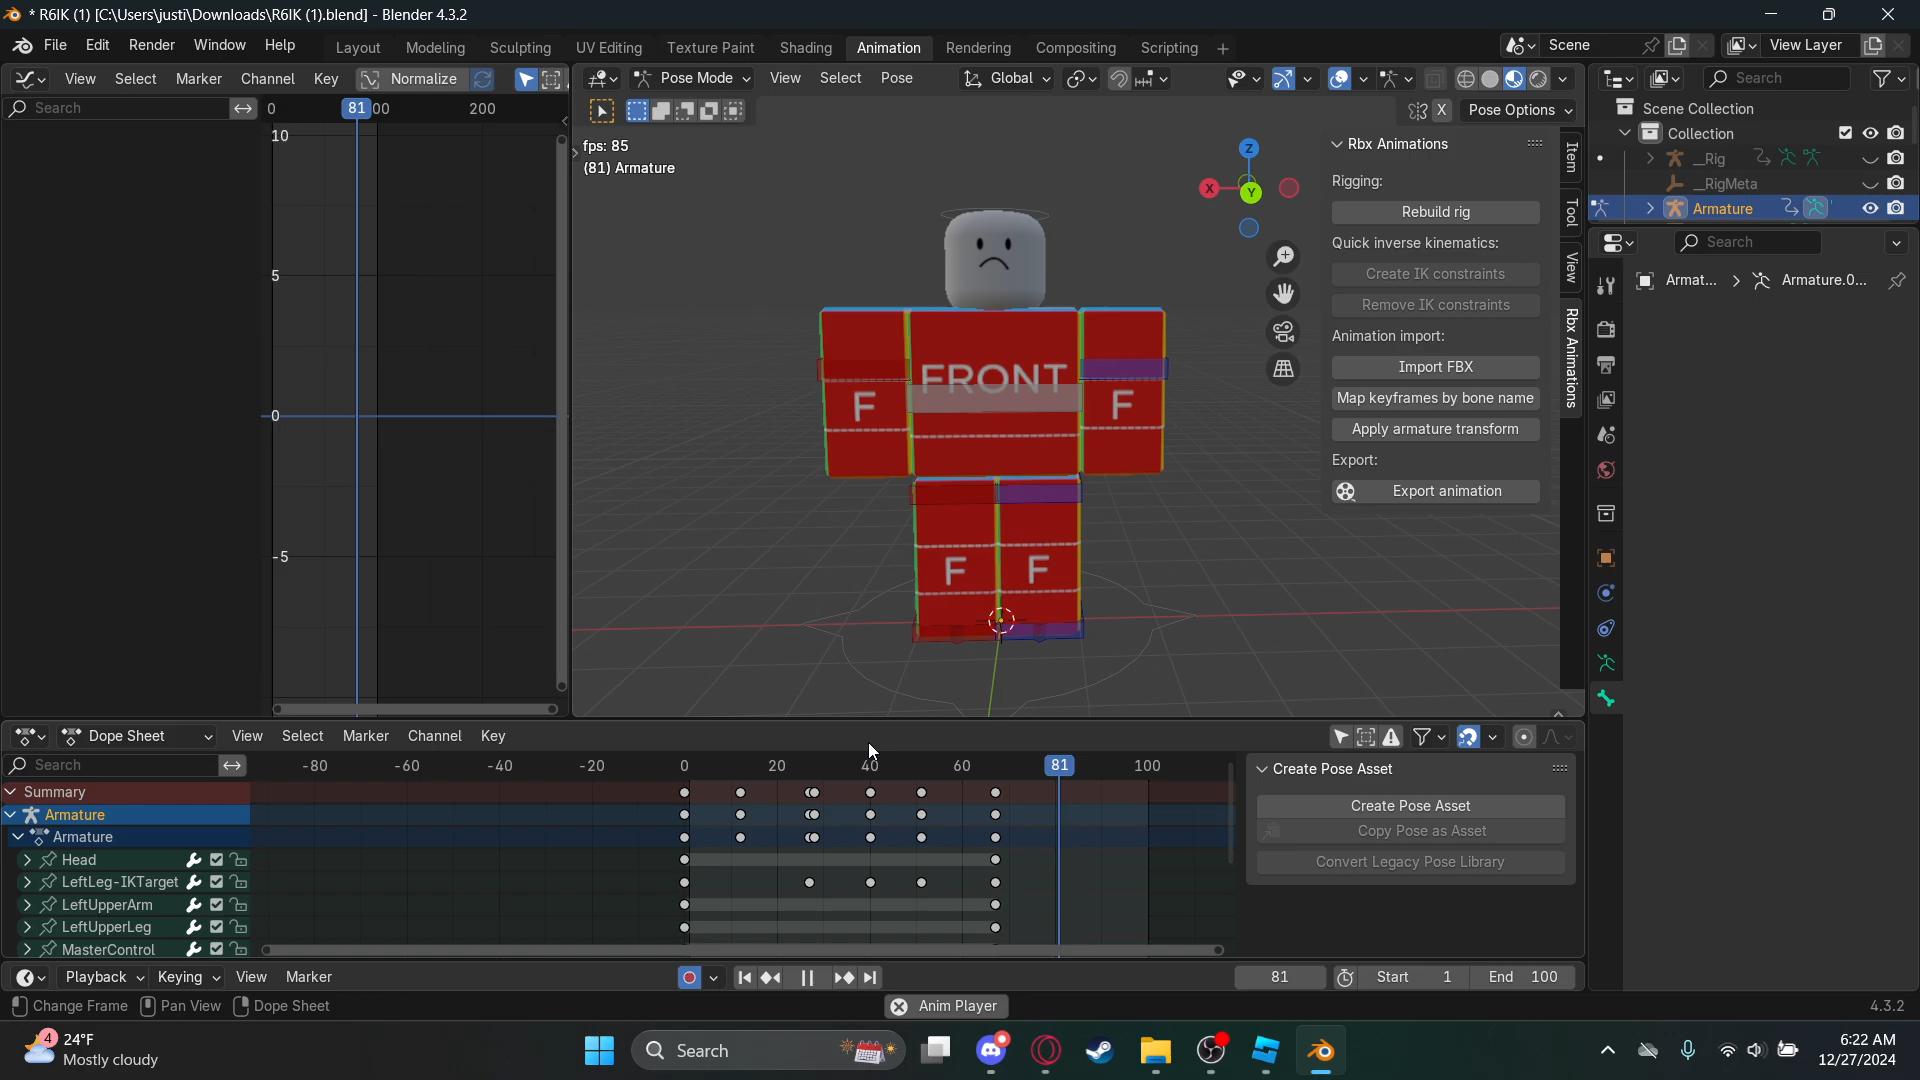 * R6IK (1) [C:\Users\justi\Downloads\R6IK (1).blend] - Blender 4.3.2
File Edit Render Window Help
Layout Modeling Sculpting UV Editing Texture Paint Shading Animation Rendering Compositing Scripting +
Scene
View Layer
View Select Marker Channel Key Normalize
Pose Mode View Select Pose Global
Search
Search
0 81 00 200
10
5
0
-5
X Pose Options
fps: 85
(81) Armature
Z
X
Y
FRONT
F
F
F
F
Rbx Animations
Rigging:
Rebuild rig
Quick inverse kinematics:
Create IK constraints
Remove IK constraints
Animation import:
Import FBX
Map keyframes by bone name
Apply armature transform
Export:
Export animation
Item
Tool
View
Rbx Animations
Scene Collection
Collection
__Rig
__RigMeta
Armature
Search
Armat... Armature.0...
Dope Sheet View Select Marker Channel Key
Search
-80 -60 -40 -20 0 20 40 60 81 100
Summary
Armature
Armature
Head
LeftLeg-IKTarget
LeftUpperArm
LeftUpperLeg
MasterControl
Create Pose Asset
Create Pose Asset
Copy Pose as Asset
Convert Legacy Pose Library
Playback Keying View Marker
81 Start 1 End 100
Change Frame Pan View Dope Sheet
Anim Player
4.3.2
4
24°F
Mostly cloudy
Search
6:22 AM
12/27/2024